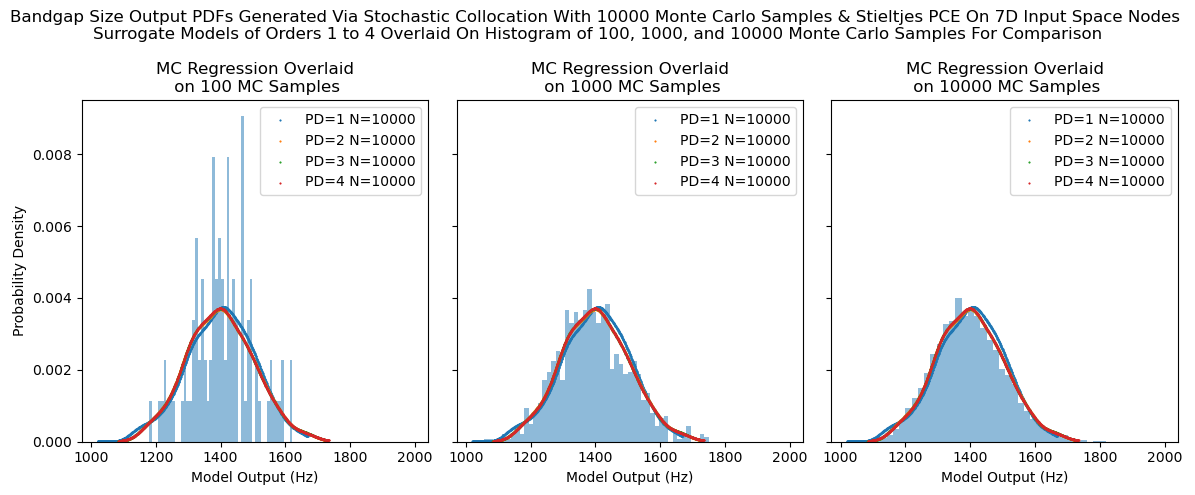 Bandgap Size Output PDFs Generated Via Stochastic Collocation With 10000 Monte Carlo Samples & Stieltjes PCE On 7D Input Space Nodes
Surrogate Models of Orders 1 to 4 Overlaid On Histogram of 100, 1000, and 10000 Monte Carlo Samples For Comparison
MC Regression Overlaid
on 100 MC Samples
PD=1 N=10000
PD=2 N=10000
PD=3 N=10000
PD=4 N=10000
Probability Density
0.008
0.006
0.004
0.002
0.000
1000 1200 1400 1600 1800 2000
Model Output (Hz)
MC Regression Overlaid
on 1000 MC Samples
PD=1 N=10000
PD=2 N=10000
PD=3 N=10000
PD=4 N=10000
1000 1200 1400 1600 1800 2000
Model Output (Hz)
MC Regression Overlaid
on 10000 MC Samples
PD=1 N=10000
PD=2 N=10000
PD=3 N=10000
PD=4 N=10000
1000 1200 1400 1600 1800 2000
Model Output (Hz)